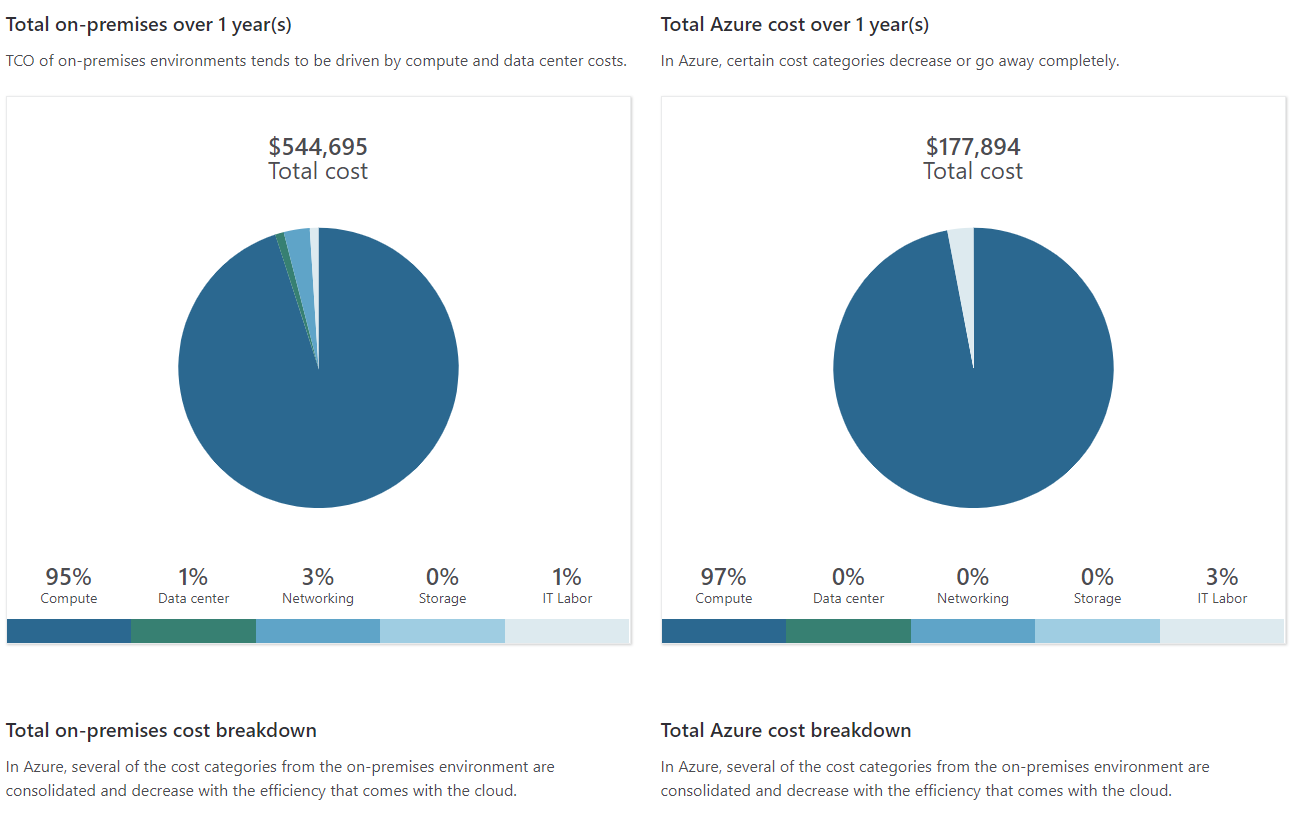 Total on-premises over 1 year(s)
TCO of on-premises environments tends to be driven by compute and data center costs.
$544,695
Total cost
95%
Compute
1%
Data center
3%
Networking
0%
Storage
1%
IT Labor
Total Azure cost over 1 year(s)
In Azure, certain cost categories decrease or go away completely.
$177,894
Total cost
97%
Compute
0%
Data center
0%
Networking
0%
Storage
3%
IT Labor
Total on-premises cost breakdown
In Azure, several of the cost categories from the on-premises environment are
consolidated and decrease with the efficiency that comes with the cloud.
Total Azure cost breakdown
In Azure, several of the cost categories from the on-premises environment are
consolidated and decrease with the efficiency that comes with the cloud.